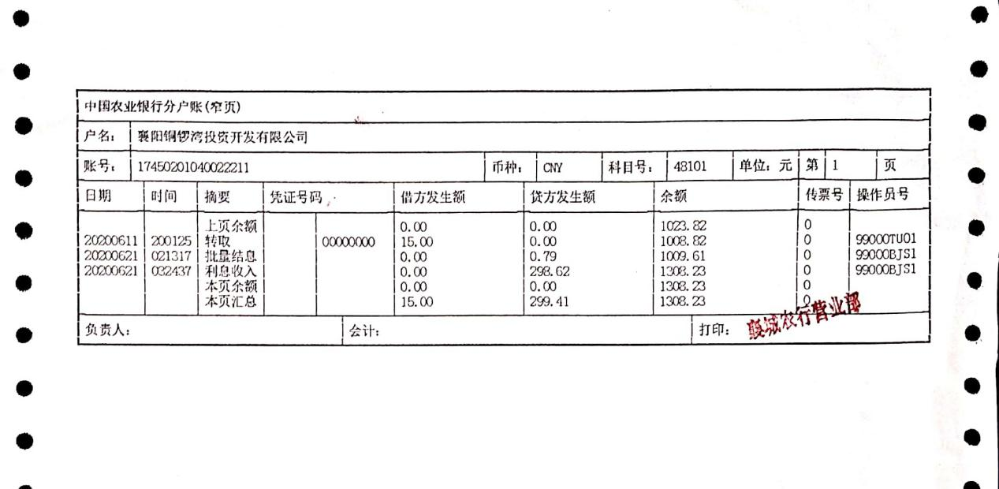 中国农业银行分户账(窄页)
户名: 襄阳铜锣湾投资开发有限公司
账号: 17450201040022211 币种: CNY 科目号: 48101 单位: 元 第 1 页
日期 时间 摘要 凭证号码 借方发生额 贷方发生额 余额 传票号 操作员号
上页余额 0.00 0.00 1023.82 0
20200611 200125 转取 00000000 15.00 0.00 1008.82 0 99000TU01
20200621 021317 批量结息 0.00 0.79 1009.61 0 99000BJS1
20200621 032437 利息收入 0.00 298.62 1308.23 0 99000BJS1
本页余额 0.00 0.00 1308.23 0
本页汇总 15.00 299.41 1308.23 0
负责人: 会计: 打印: 襄城农行营业部